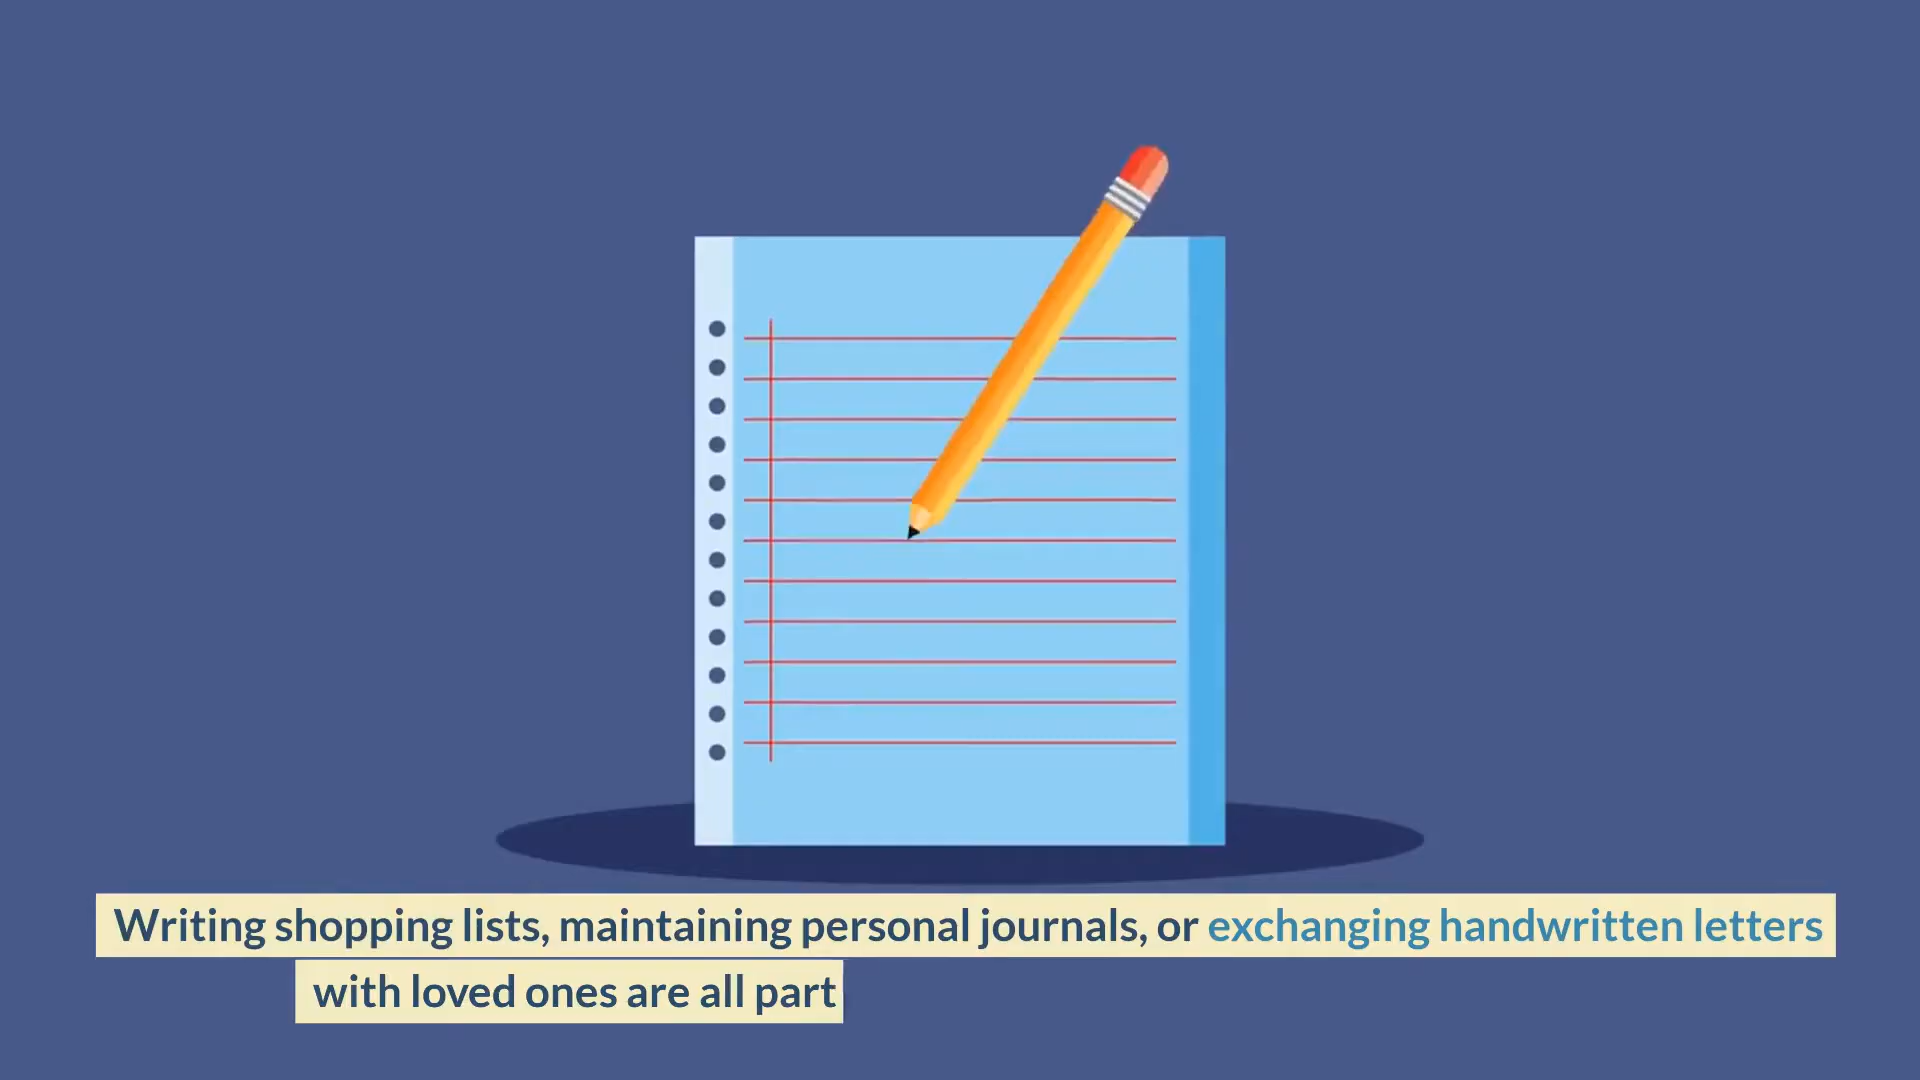 Writing shopping lists, maintaining personal journals, or exchanging handwritten letters
with loved ones are all part